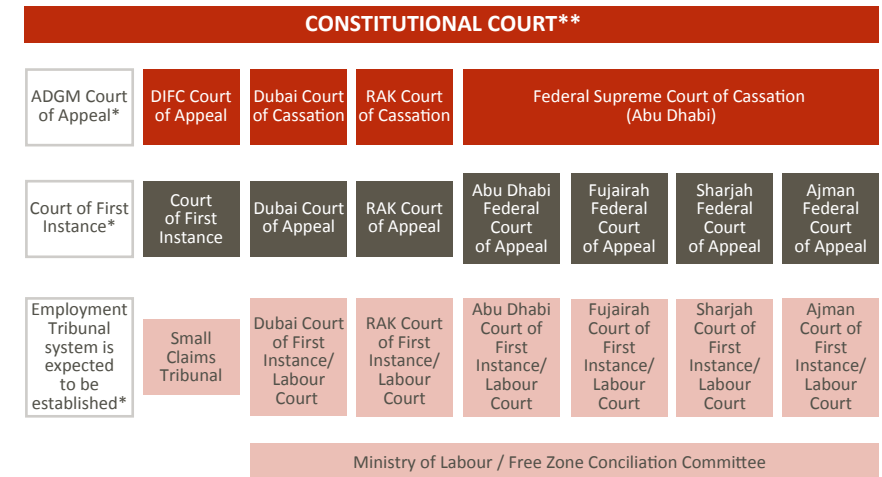 CONSTITUTIONAL COURT**
ADGM Court
of Appeal*
DIFC Court
of Appeal
Dubai Court
of Cassation
RAK Court
of Cassation
Federal Supreme Court of Cassation
(Abu Dhabi)
Court of First
Instance*
Court
of First
Instance
Dubai Court
of Appeal
RAK Court
of Appeal
Abu Dhabi
Federal
Court
of Appeal
Fujairah
Federal
Court
of Appeal
Sharjah
Federal
Court
of Appeal
Ajman
Federal
Court
of Appeal
Employment
Tribunal
system is
expected
to be
established*
Small
Claims
Tribunal
Dubai Court
of First
Instance/
Labour
Court
RAK Court
of First
Instance/
Labour
Court
Abu Dhabi
Court of
First
Instance/
Labour
Court
Fujairah
Court of
First
Instance/
Labour
Court
Sharjah
Court of
First
Instance/
Labour
Court
Ajman
Court of
First
Instance/
Labour
Court
Ministry of Labour / Free Zone Conciliation Committee